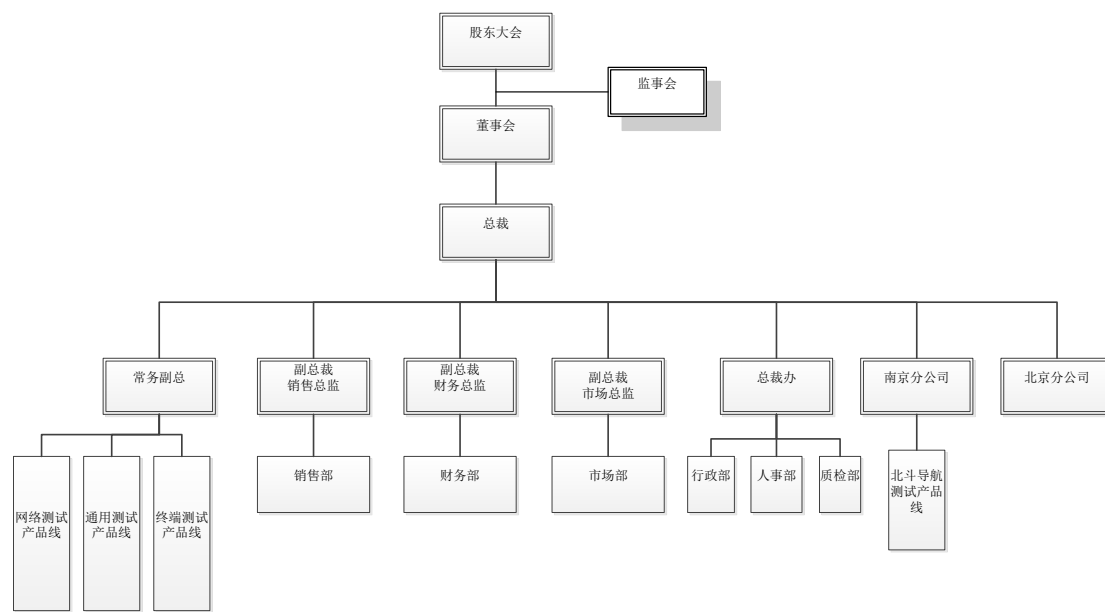 股东大会
监事会
董事会
总裁
常务副总
副总裁
销售总监
副总裁
财务总监
副总裁
市场总监
总裁办
南京分公司
北京分公司
网络测试
产品线
通用测试
产品线
终端测试
产品线
销售部
财务部
市场部
行政部
人事部
质检部
北斗导航
测试产品
线